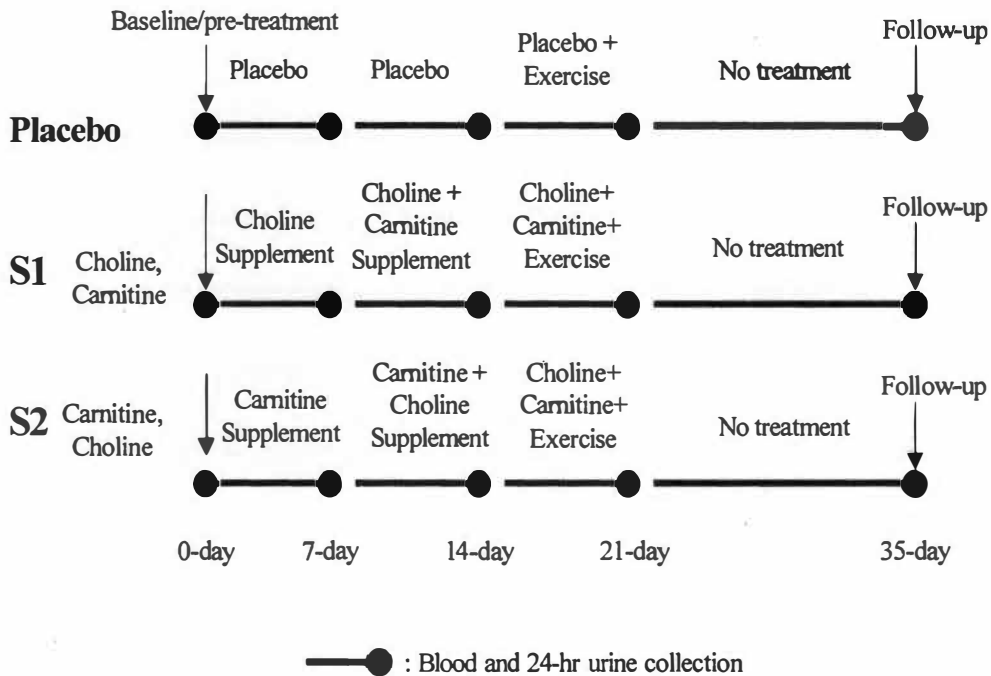 Baseline/pre-treatment
Placebo
Placebo
Placebo +
Exercise
No treatment
Follow-up
Placebo
S1
Choline,
Carnitine
Choline
Supplement
Choline +
Carnitine
Supplement
Choline+
Carnitine+
Exercise
No treatment
Follow-up
S2
Carnitine,
Choline
Carnitine
Supplement
Carnitine +
Choline
Supplement
Choline+
Carnitine+
Exercise
No treatment
Follow-up
0-day
7-day
14-day
21-day
35-day
: Blood and 24-hr urine collection